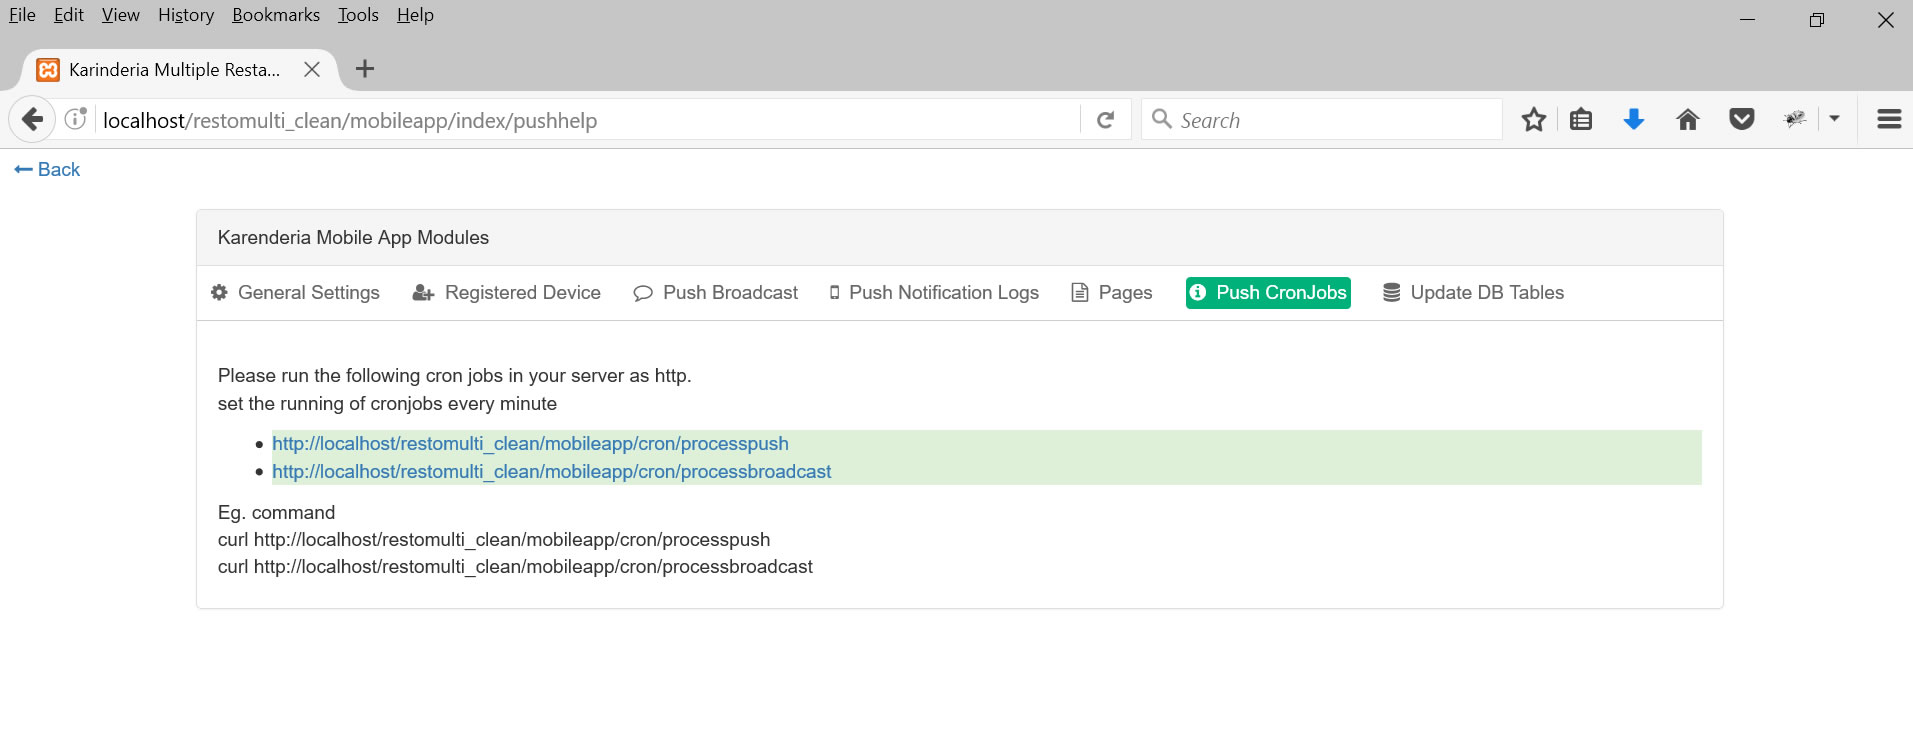 File Edit View History Bookmarks Tools Help
Karinderia Multiple Resta...
localhost/restomulti_clean/mobileapp/index/pushhelp
Search
Back
Karenderia Mobile App Modules
General Settings Registered Device Push Broadcast Push Notification Logs Pages Push CronJobs Update DB Tables
Please run the following cron jobs in your server as http.
set the running of cronjobs every minute
http://localhost/restomulti_clean/mobileapp/cron/processpush
http://localhost/restomulti_clean/mobileapp/cron/processbroadcast
Eg. command
curl http://localhost/restomulti_clean/mobileapp/cron/processpush
curl http://localhost/restomulti_clean/mobileapp/cron/processbroadcast